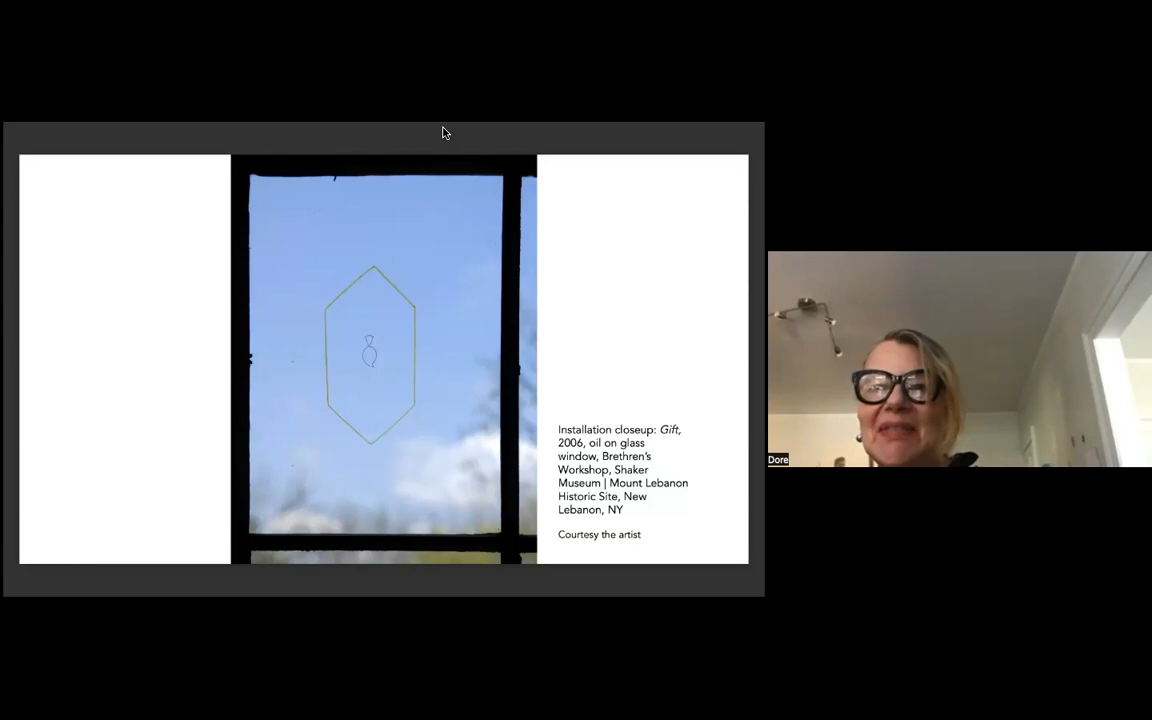 Installation closeup: Gift,
2006, oil on glass
window, Brethren's
Workshop, Shaker
Museum | Mount Lebanon
Historic Site, New
Lebanon, NY
Courtesy the artist
Dore